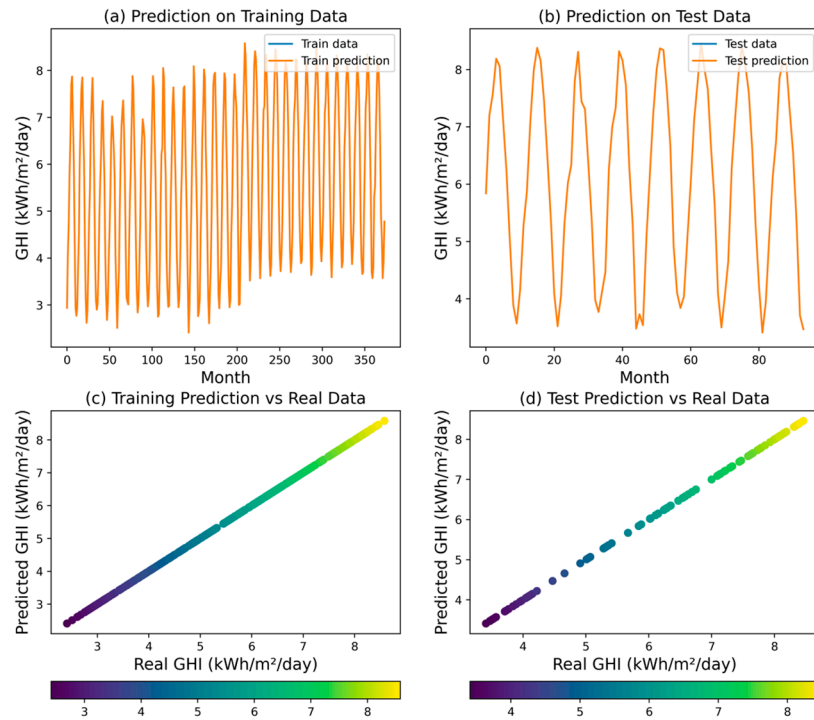 (a) Prediction on Training Data
Train data
Train prediction
GHI (kWh/m²/day)
8
7
6
5
4
3
0 50 100 150 200 250 300 350
Month
(b) Prediction on Test Data
Test data
Test prediction
GHI (kWh/m²/day)
8
7
6
5
4
0 20 40 60 80
Month
(c) Training Prediction vs Real Data
Predicted GHI (kWh/m²/day)
8
7
6
5
4
3
3 4 5 6 7 8
Real GHI (kWh/m²/day)
3 4 5 6 7 8
(d) Test Prediction vs Real Data
Predicted GHI (kWh/m²/day)
8
7
6
5
4
4 5 6 7 8
Real GHI (kWh/m²/day)
4 5 6 7 8